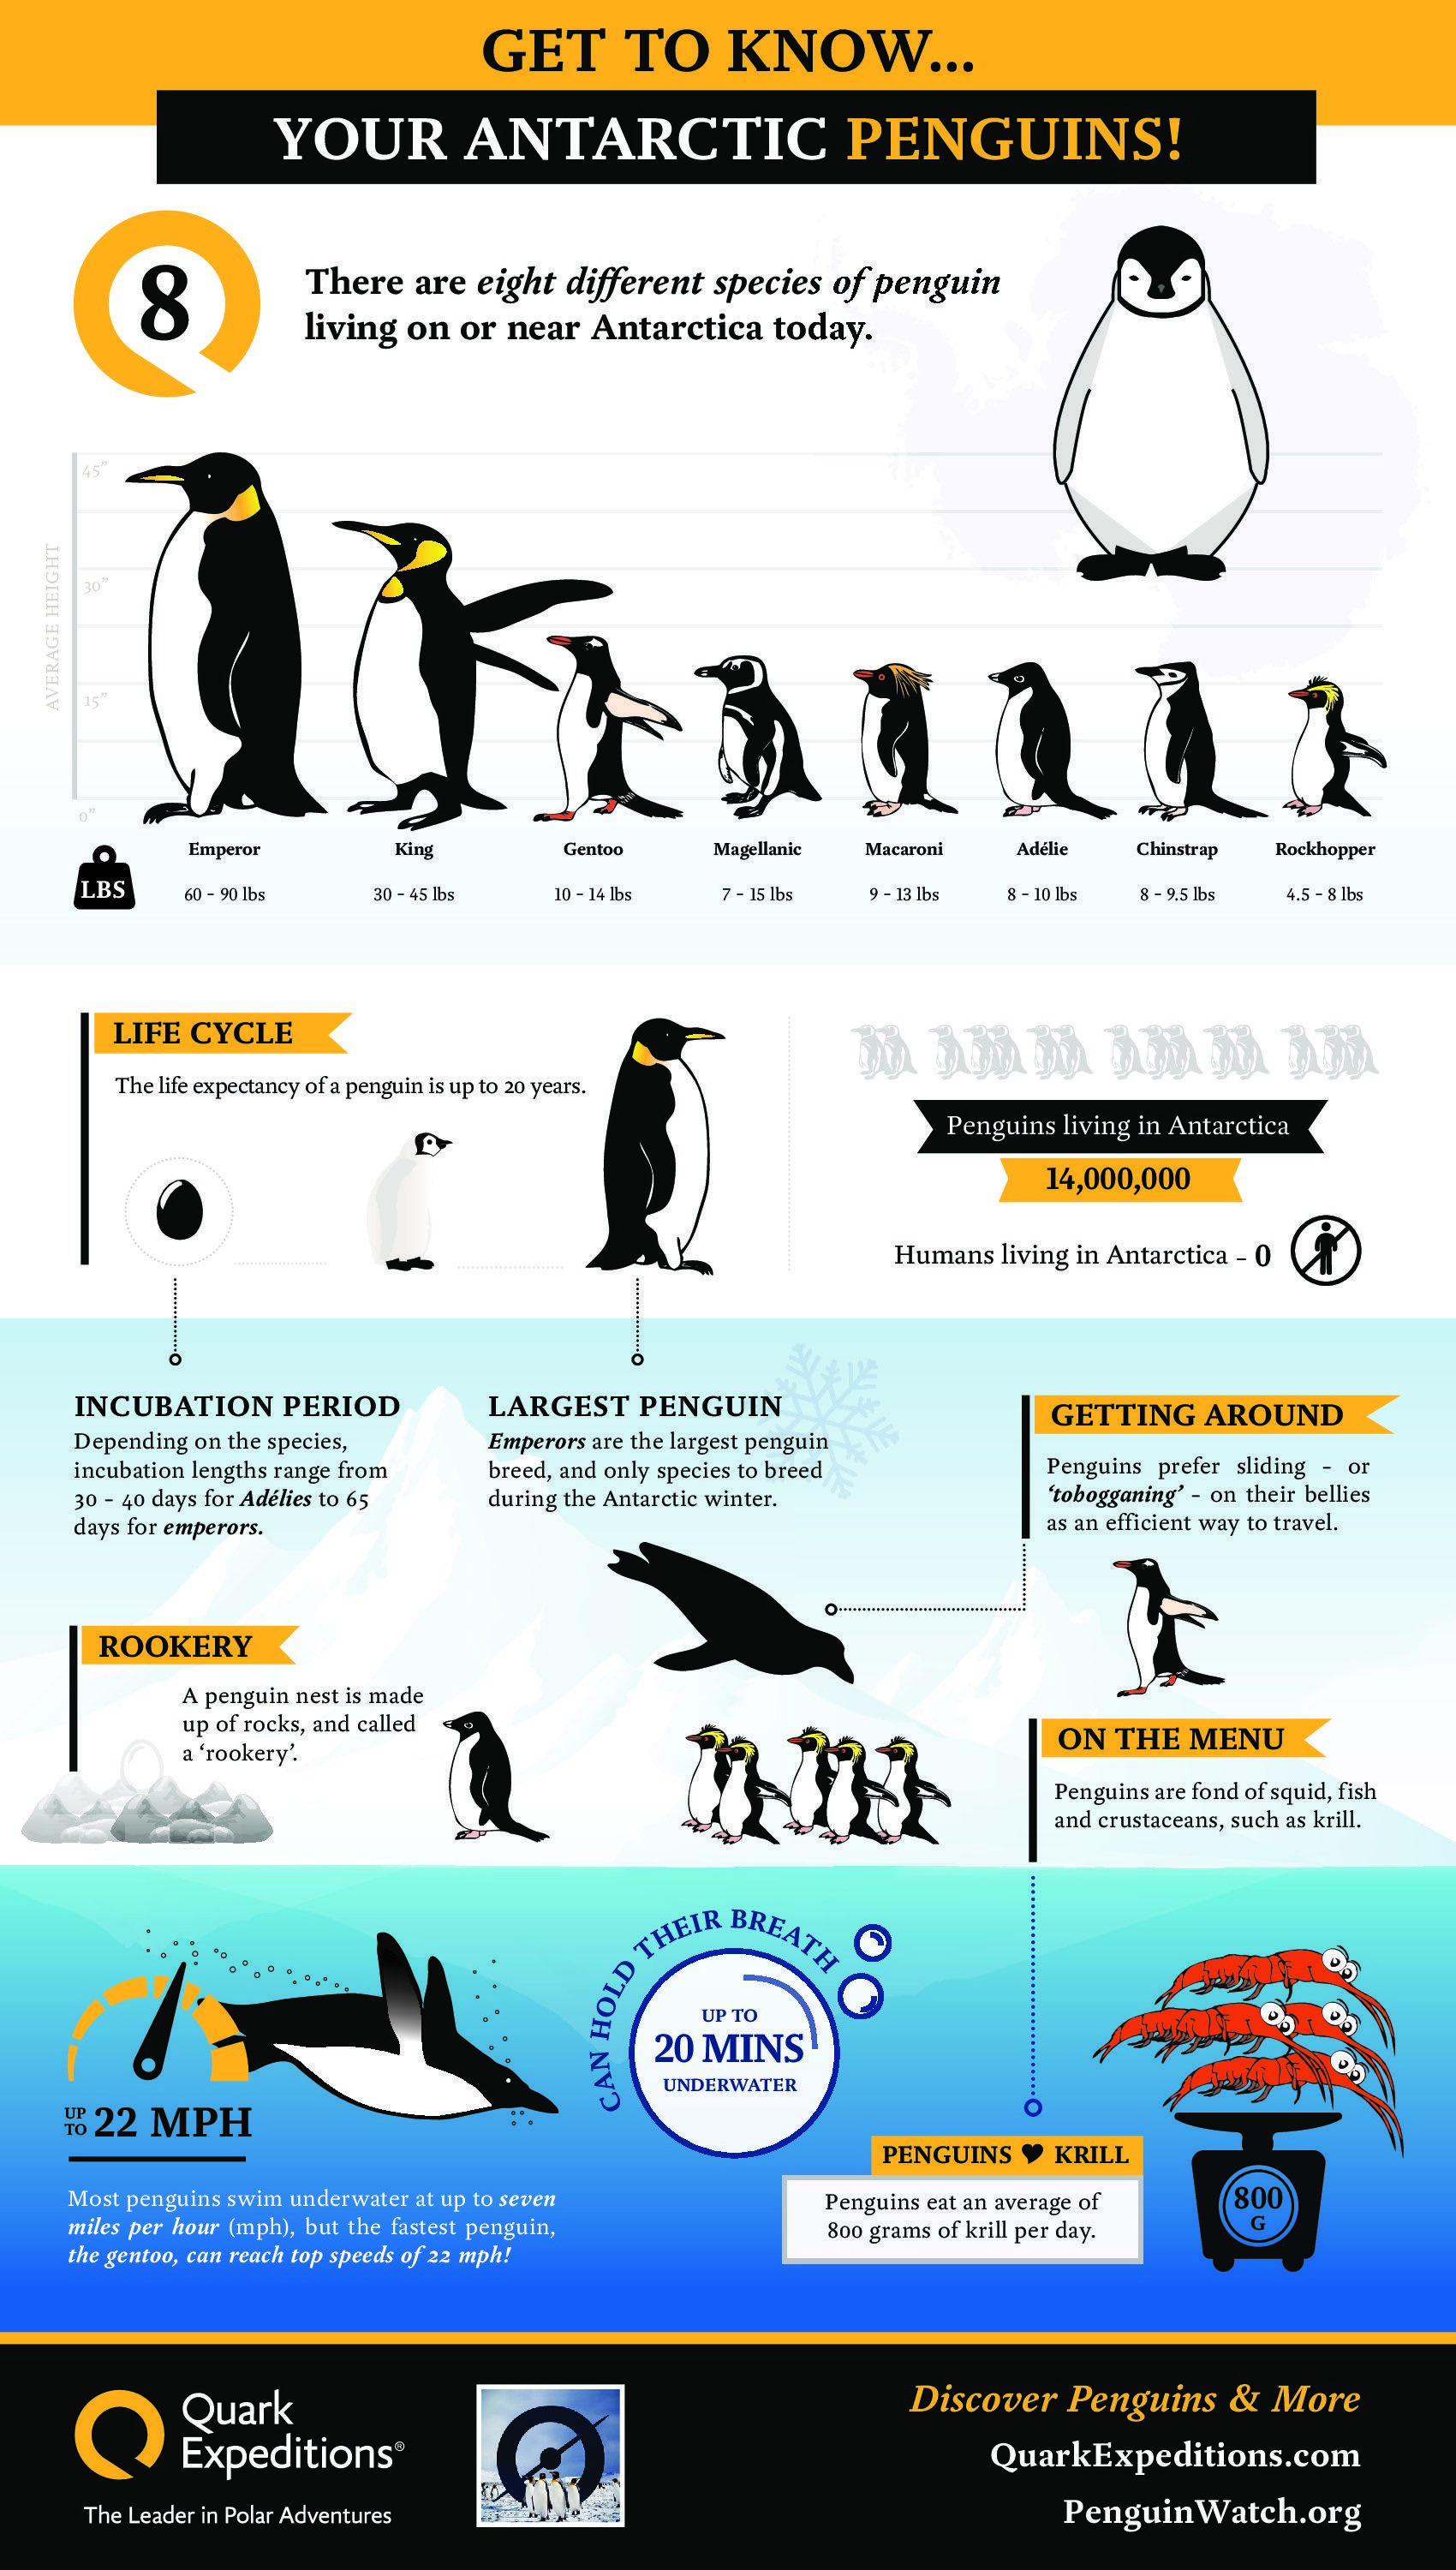 GET TO KNOW...
YOUR ANTARCTIC PENGUINS!
8
There are eight different species of penguin
living on or near Antarctica today.
AVERAGE HEIGHT
45”
30”
15”
0”
LBS
Emperor
60 - 90 lbs
King
30 - 45 lbs
Gentoo
10 - 14 lbs
Magellanic
7 - 15 lbs
Macaroni
9 - 13 lbs
Adélie
8 - 10 lbs
Chinstrap
8 - 9.5 lbs
Rockhopper
4.5 - 8 lbs
LIFE CYCLE
The life expectancy of a penguin is up to 20 years.
Penguins living in Antarctica
14,000,000
Humans living in Antarctica - 0
INCUBATION PERIOD
Depending on the species,
incubation lengths range from
30 - 40 days for Adélies to 65
days for emperors.
LARGEST PENGUIN
Emperors are the largest penguin
breed, and only species to breed
during the Antarctic winter.
GETTING AROUND
Penguins prefer sliding - or
‘tobogganing’ - on their bellies
as an efficient way to travel.
ROOKERY
A penguin nest is made
up of rocks, and called
a ‘rookery’.
ON THE MENU
Penguins are fond of squid, fish
and crustaceans, such as krill.
UP TO 22 MPH
Most penguins swim underwater at up to seven
miles per hour (mph), but the fastest penguin,
the gentoo, can reach top speeds of 22 mph!
CAN HOLD THEIR BREATH
UP TO
20 MINS
UNDERWATER
PENGUINS ♥ KRILL
Penguins eat an average of
800 grams of krill per day.
800
G
Quark
Expeditions®
The Leader in Polar Adventures
Discover Penguins & More
QuarkExpeditions.com
PenguinWatch.org